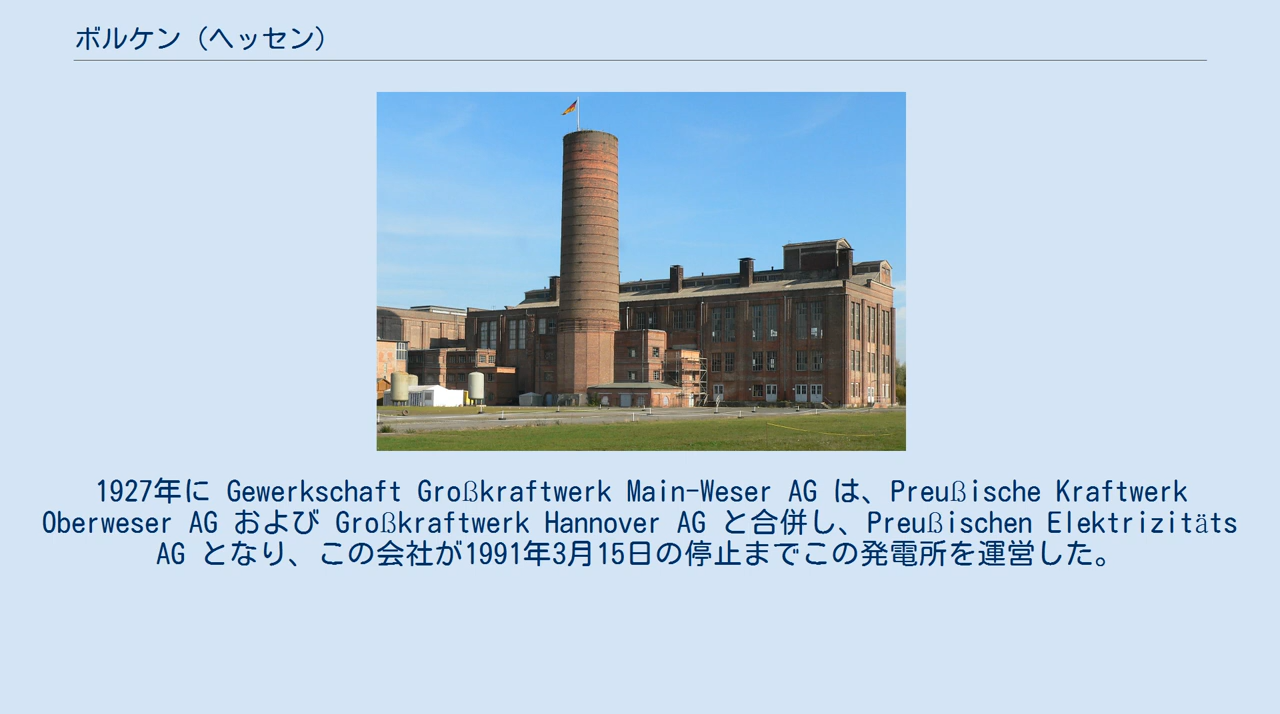 ボルケン（ヘッセン）
1927年に Gewerkschaft Großkraftwerk Main-Weser AG は、Preußische Kraftwerk
Oberweser AG および Großkraftwerk Hannover AG と合併し、Preußischen Elektrizitäts
AG となり、この会社が1991年3月15日の停止までこの発電所を運営した。